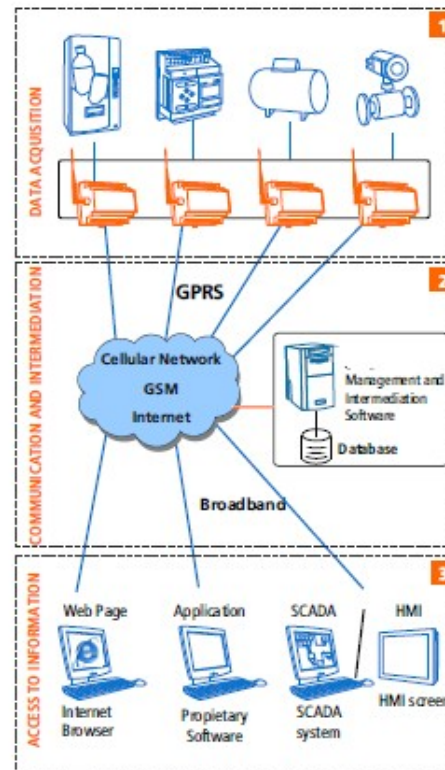 1
DATA ACQUISITION
2
COMMUNICATION AND INTERMEDIATION
GPRS
Cellular Network
GSM
Internet
Management and
Intermediation
Software
Database
Broadband
3
ACCESS TO INFORMATION
Web Page
Application
SCADA
HMI
Internet
Browser
Propietary
Software
SCADA
system
HMI screen